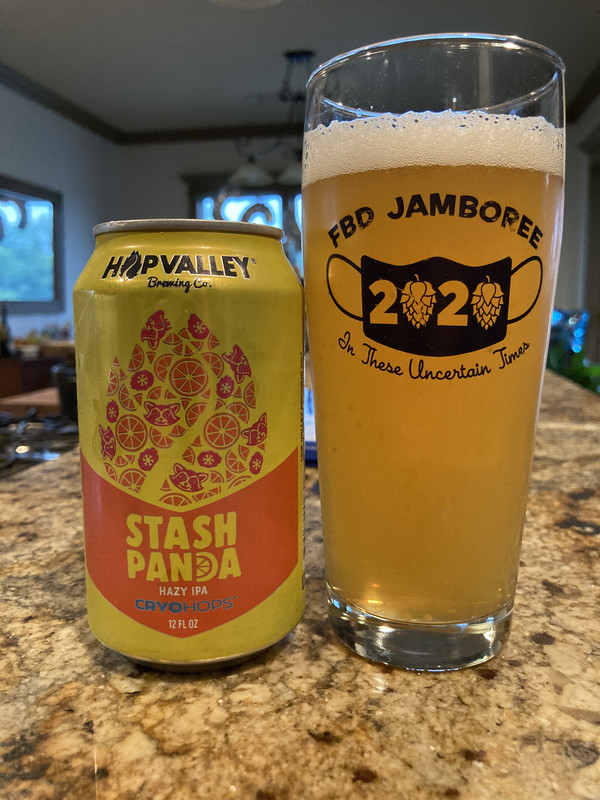 HOPVALLEY
Brewing Co.
STASH
PANDA
HAZY IPA
CRYOHOPS
12 FL OZ
FBD JAMBOREE
2020
In These Uncertain Times